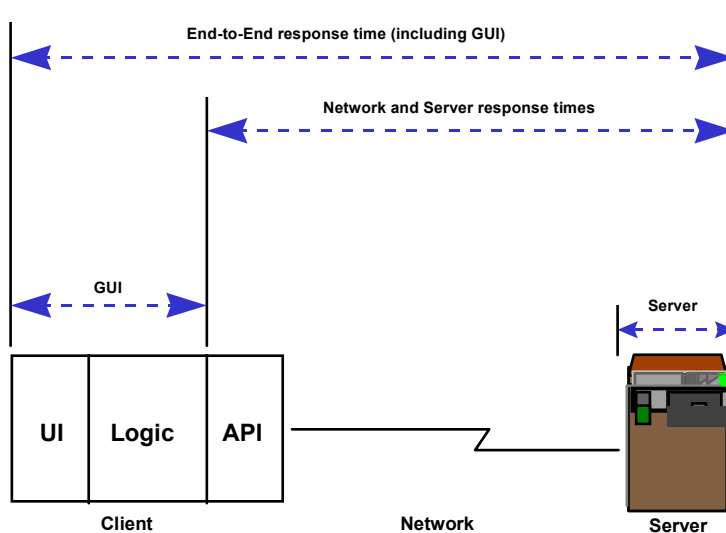 End-to-End response time (including GUI)
Network and Server response times
GUI
Server
UI
Logic
API
Client
Network
Server